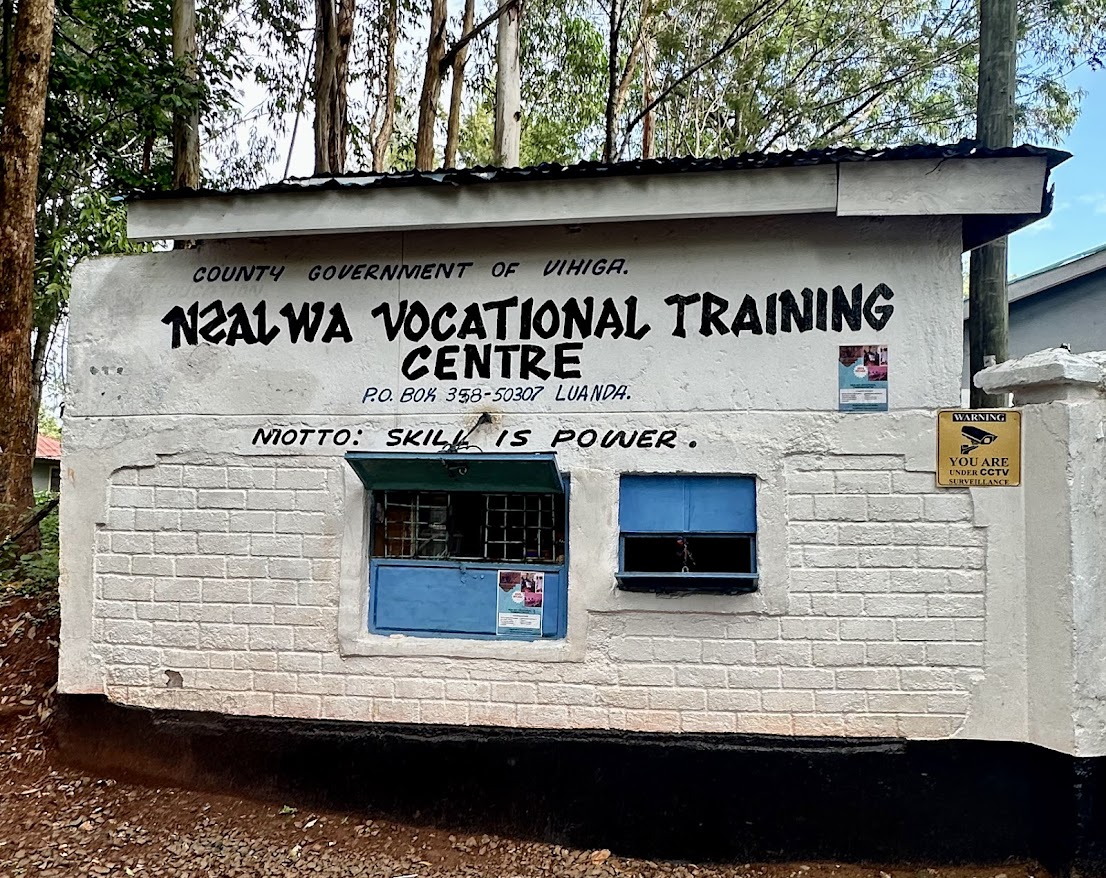 COUNTY GOVERNMENT OF VIHIGA.
NZALWA VOCATIONAL TRAINING
CENTRE
P.O. BOX 358-50307 LUANDA.
MOTTO: SKILL IS POWER.
WARNING
YOU ARE
UNDER CCTV
SURVEILLANCE